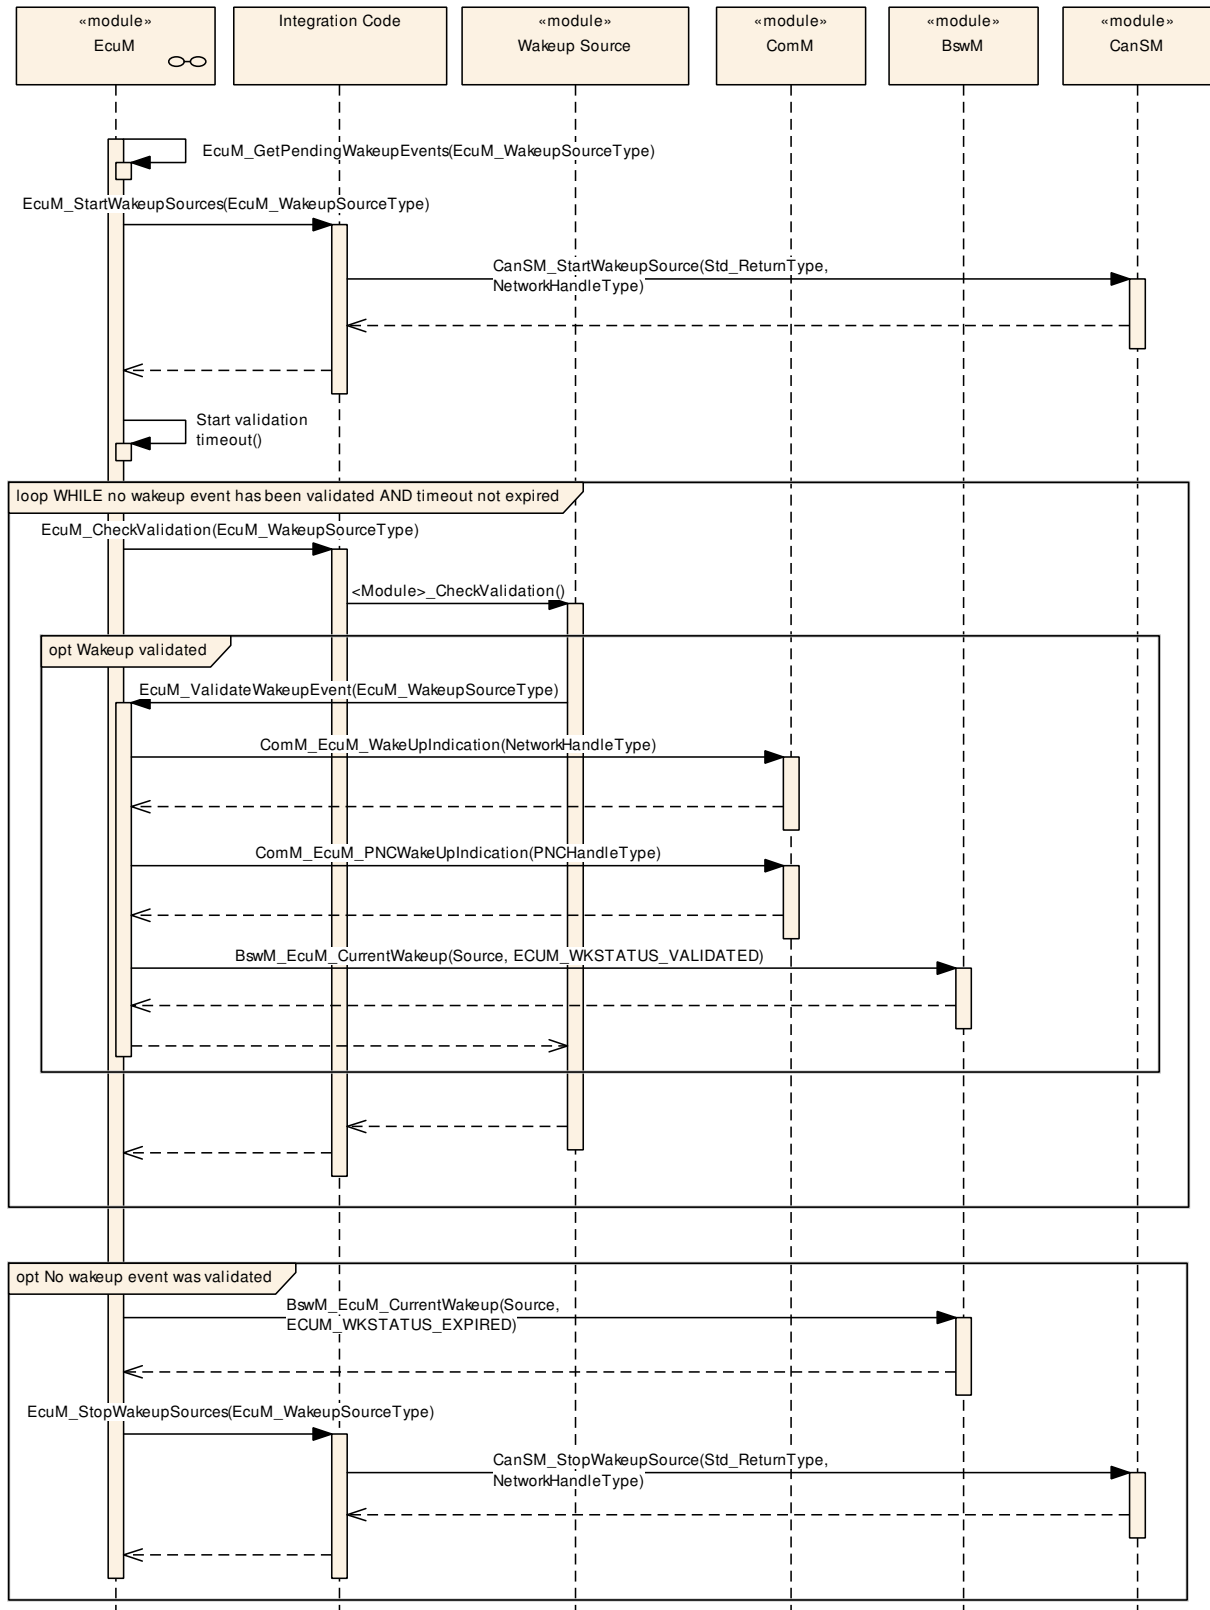 «module»
EcuM
Integration Code
«module»
Wakeup Source
«module»
ComM
«module»
BswM
«module»
CanSM
EcuM_GetPendingWakeupEvents(EcuM_WakeupSourceType)
EcuM_StartWakeupSources(EcuM_WakeupSourceType)
CanSM_StartWakeupSource(Std_ReturnType,
NetworkHandleType)
Start validation
timeout()
loop WHILE no wakeup event has been validated AND timeout not expired
EcuM_CheckValidation(EcuM_WakeupSourceType)
<Module>_CheckValidation()
opt Wakeup validated
EcuM_ValidateWakeupEvent(EcuM_WakeupSourceType)
ComM_EcuM_WakeUpIndication(NetworkHandleType)
ComM_EcuM_PNCWakeUpIndication(PNCHandleType)
BswM_EcuM_CurrentWakeup(Source, ECUM_WKSTATUS_VALIDATED)
opt No wakeup event was validated
BswM_EcuM_CurrentWakeup(Source,
ECUM_WKSTATUS_EXPIRED)
EcuM_StopWakeupSources(EcuM_WakeupSourceType)
CanSM_StopWakeupSource(Std_ReturnType,
NetworkHandleType)